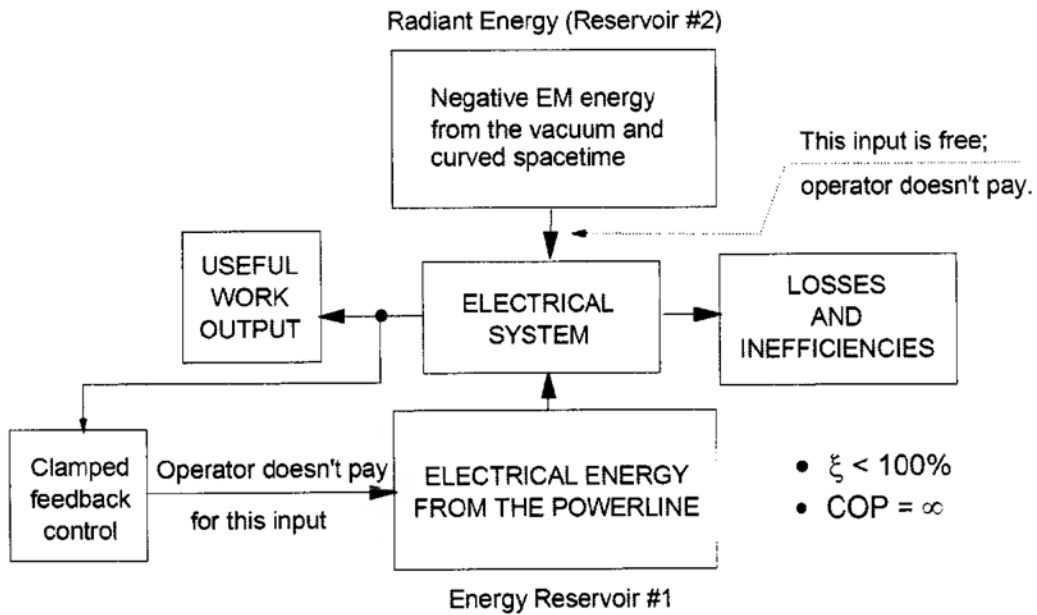 Radiant Energy (Reservoir #2)
Negative EM energy
from the vacuum and
curved spacetime
This input is free;
operator doesn't pay.
USEFUL
WORK
OUTPUT
ELECTRICAL
SYSTEM
LOSSES
AND
INEFFICIENCIES
Clamped
feedback
control
Operator doesn't pay
for this input
ELECTRICAL ENERGY
FROM THE POWERLINE
• ξ < 100%
• COP = ∞
Energy Reservoir #1